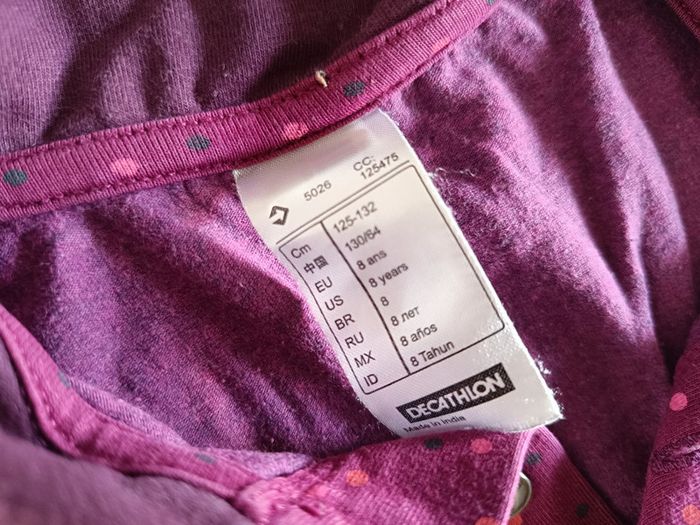 5026
CC:
125475
Cm 125-132
中国 130/64
EU 8 ans
US 8 years
BR 8
RU 8 лет
MX 8 años
ID 8 Tahun
DECATHLON
Made in India